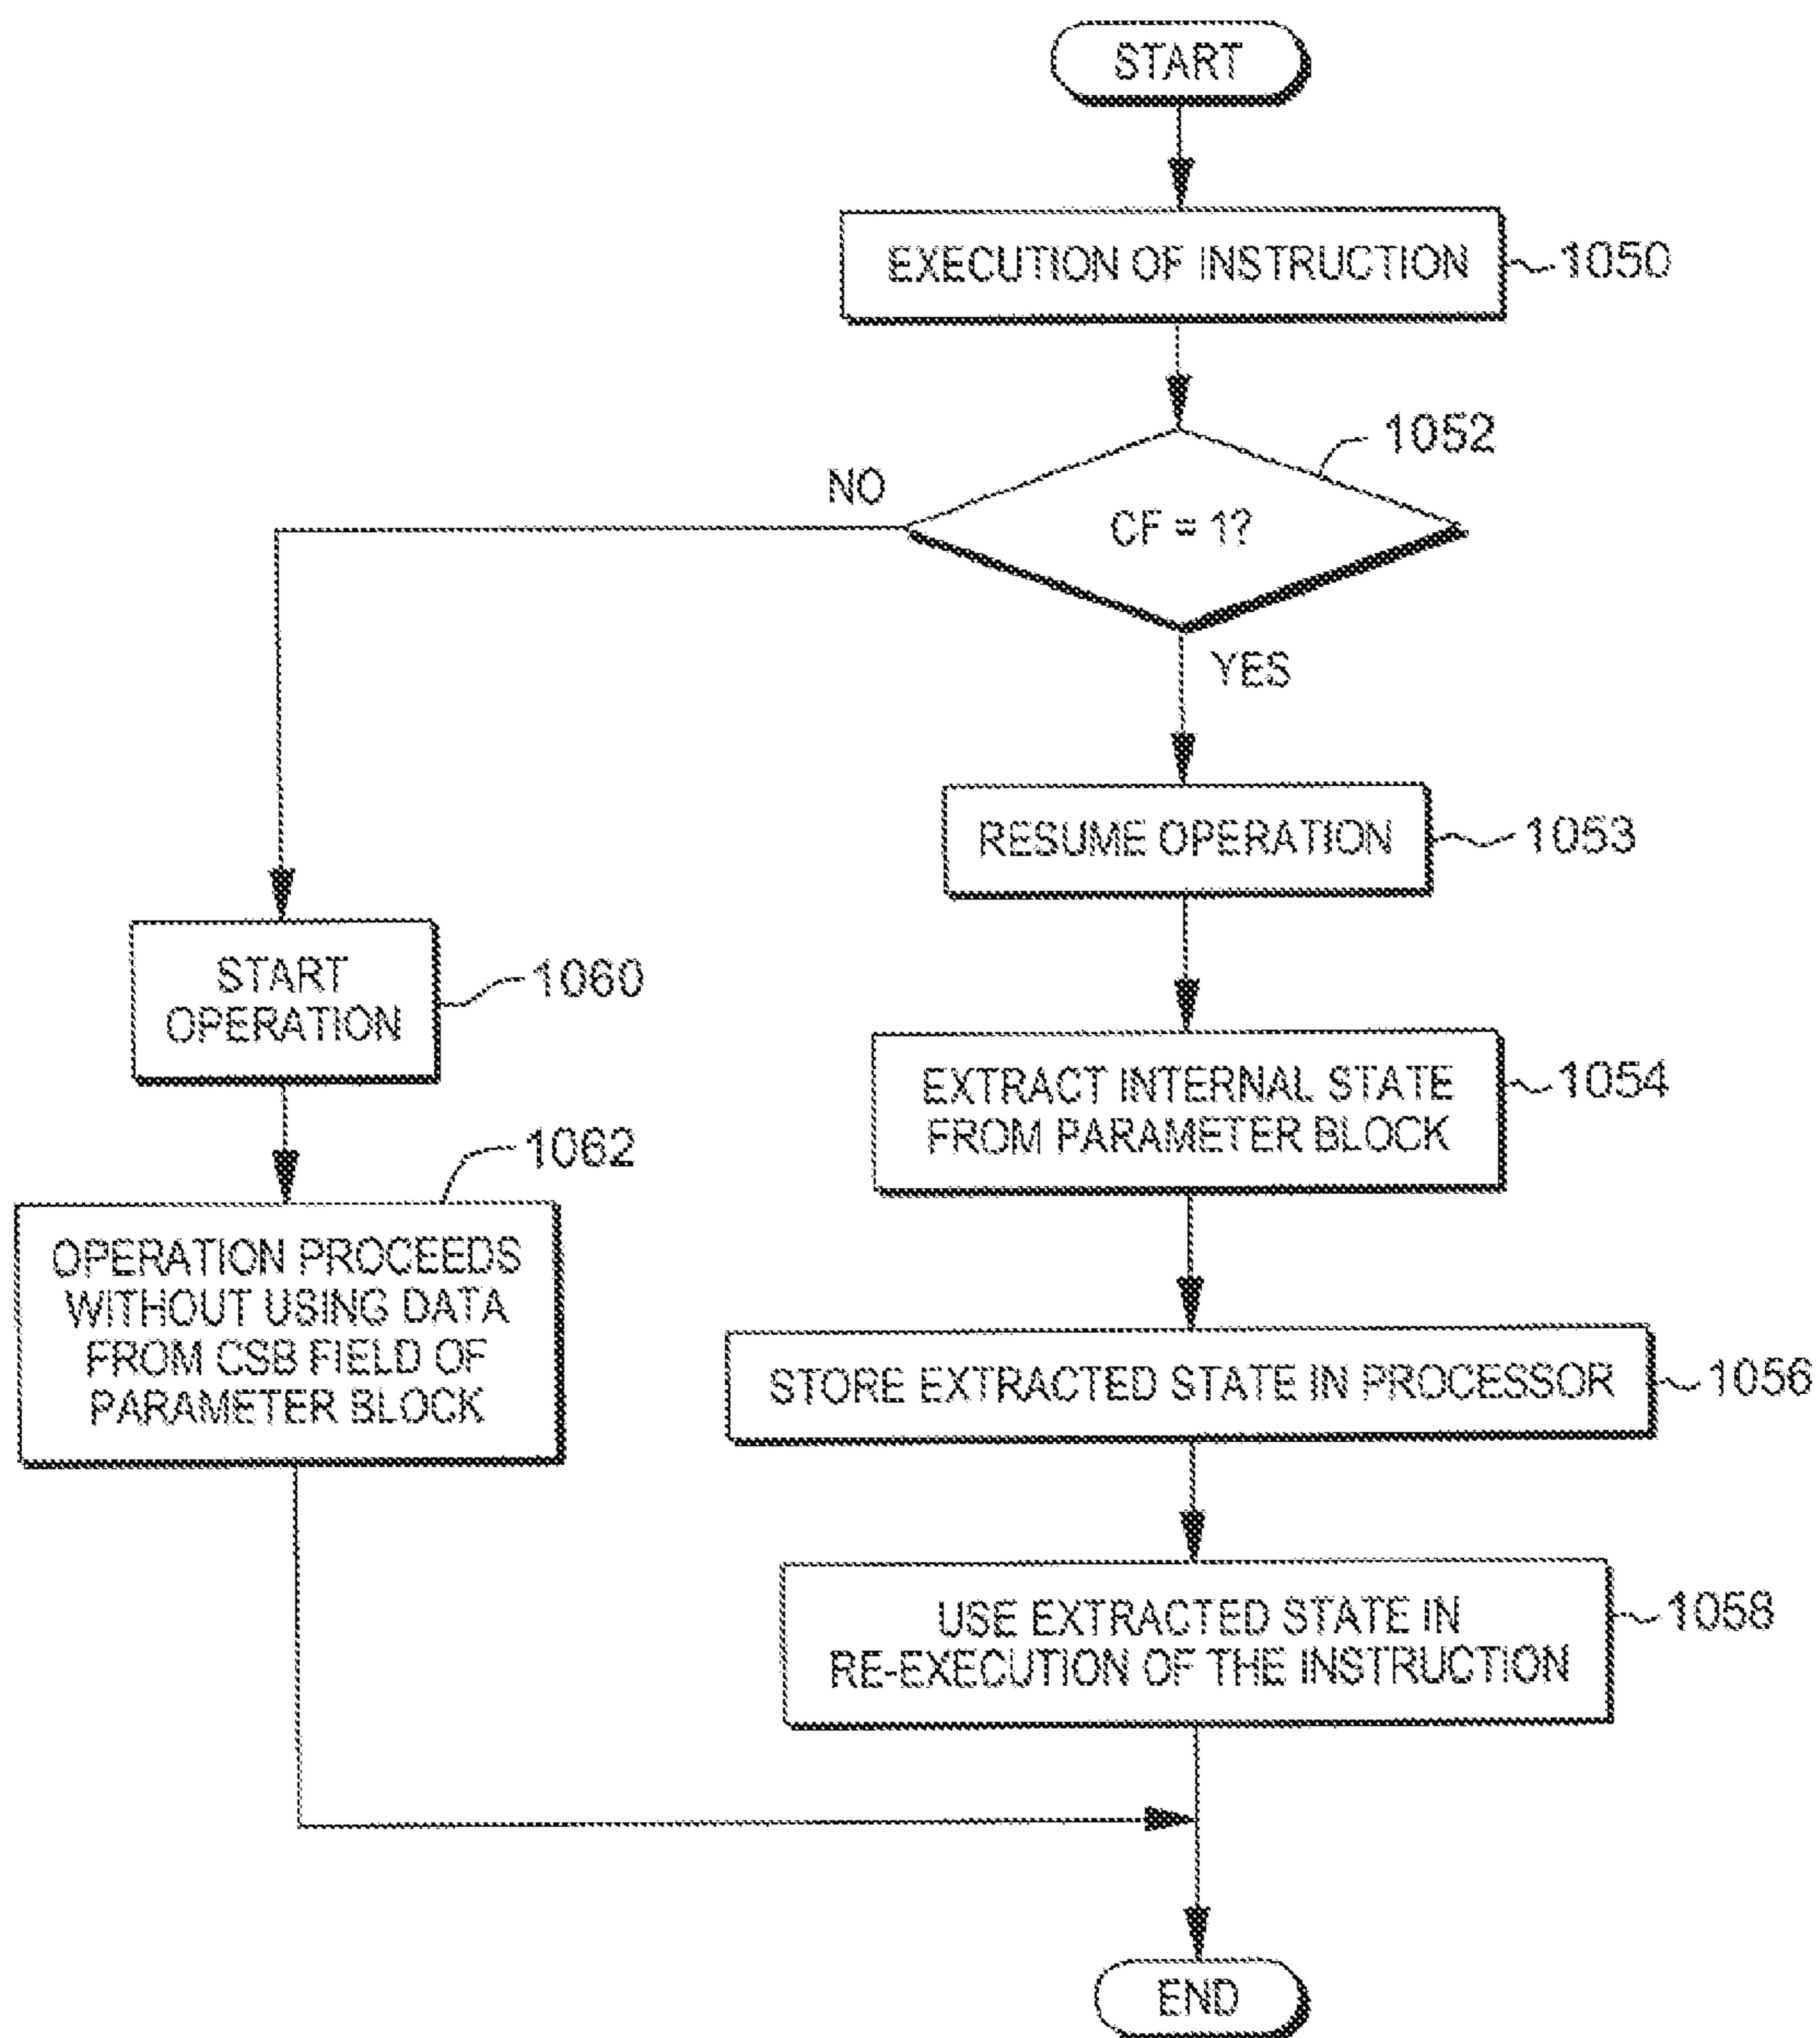 START
EXECUTION OF INSTRUCTION
1050
1052
NO
CF = 1?
YES
RESUME OPERATION
1053
START
OPERATION
1060
EXTRACT INTERNAL STATE
FROM PARAMETER BLOCK
1054
1062
OPERATION PROCEEDS
WITHOUT USING DATA
FROM CSB FIELD OF
PARAMETER BLOCK
STORE EXTRACTED STATE IN PROCESSOR
1056
USE EXTRACTED STATE IN
RE-EXECUTION OF THE INSTRUCTION
1058
END